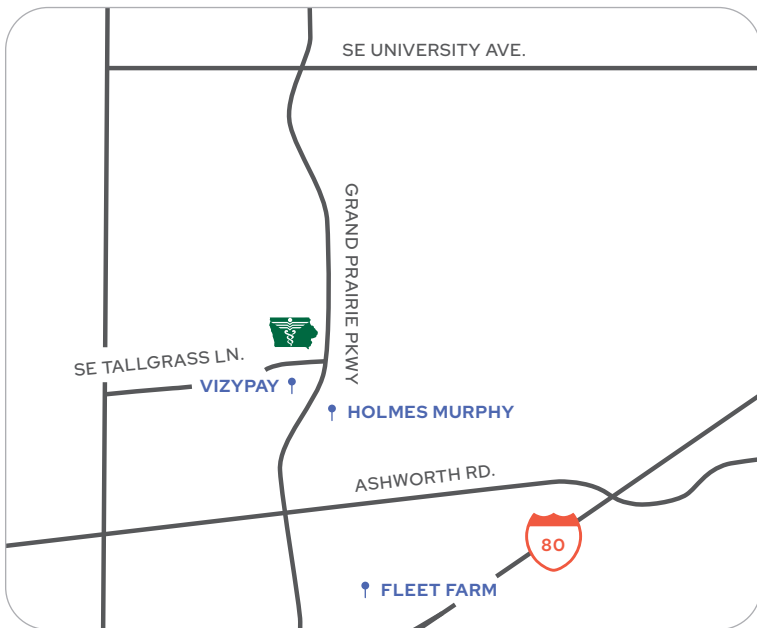 SE UNIVERSITY AVE.
GRAND PRAIRIE PKWY
SE TALLGRASS LN.
VIZYPAY
HOLMES MURPHY
ASHWORTH RD.
80
FLEET FARM